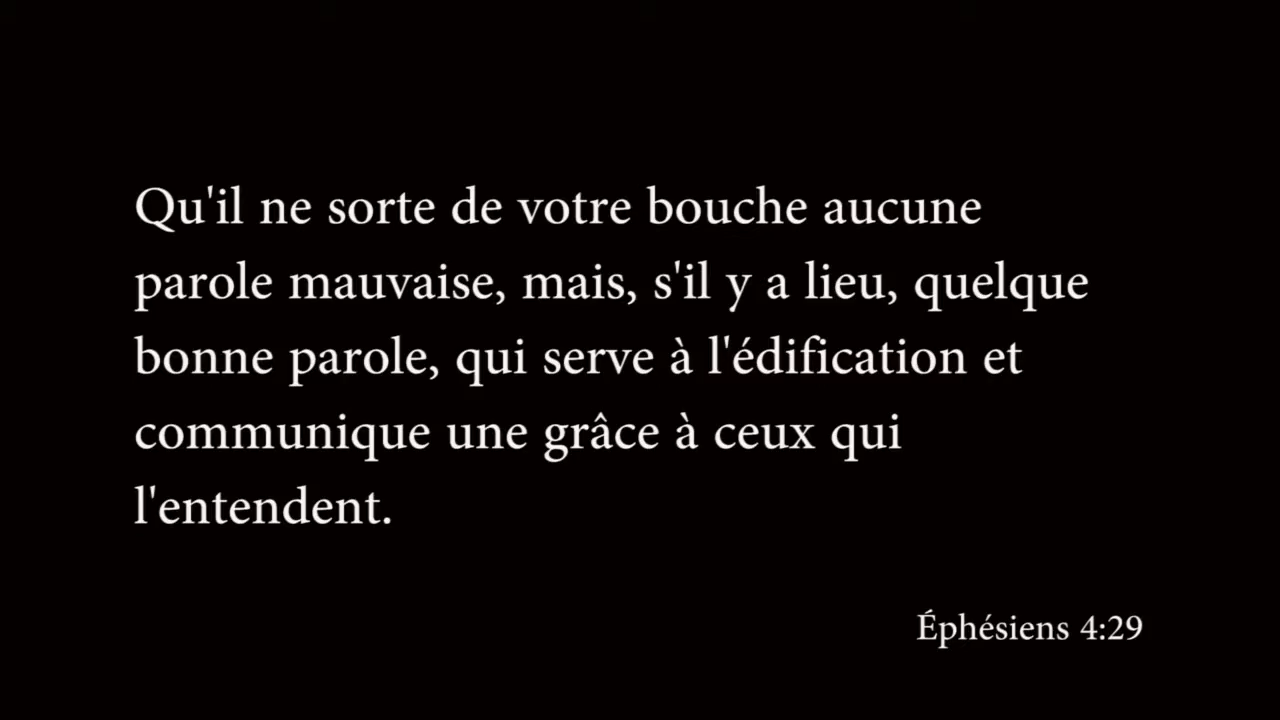 Qu'il ne sorte de votre bouche aucune
parole mauvaise, mais, s'il y a lieu, quelque
bonne parole, qui serve à l'édification et
communique une grâce à ceux qui
l'entendent.
Éphésiens 4:29